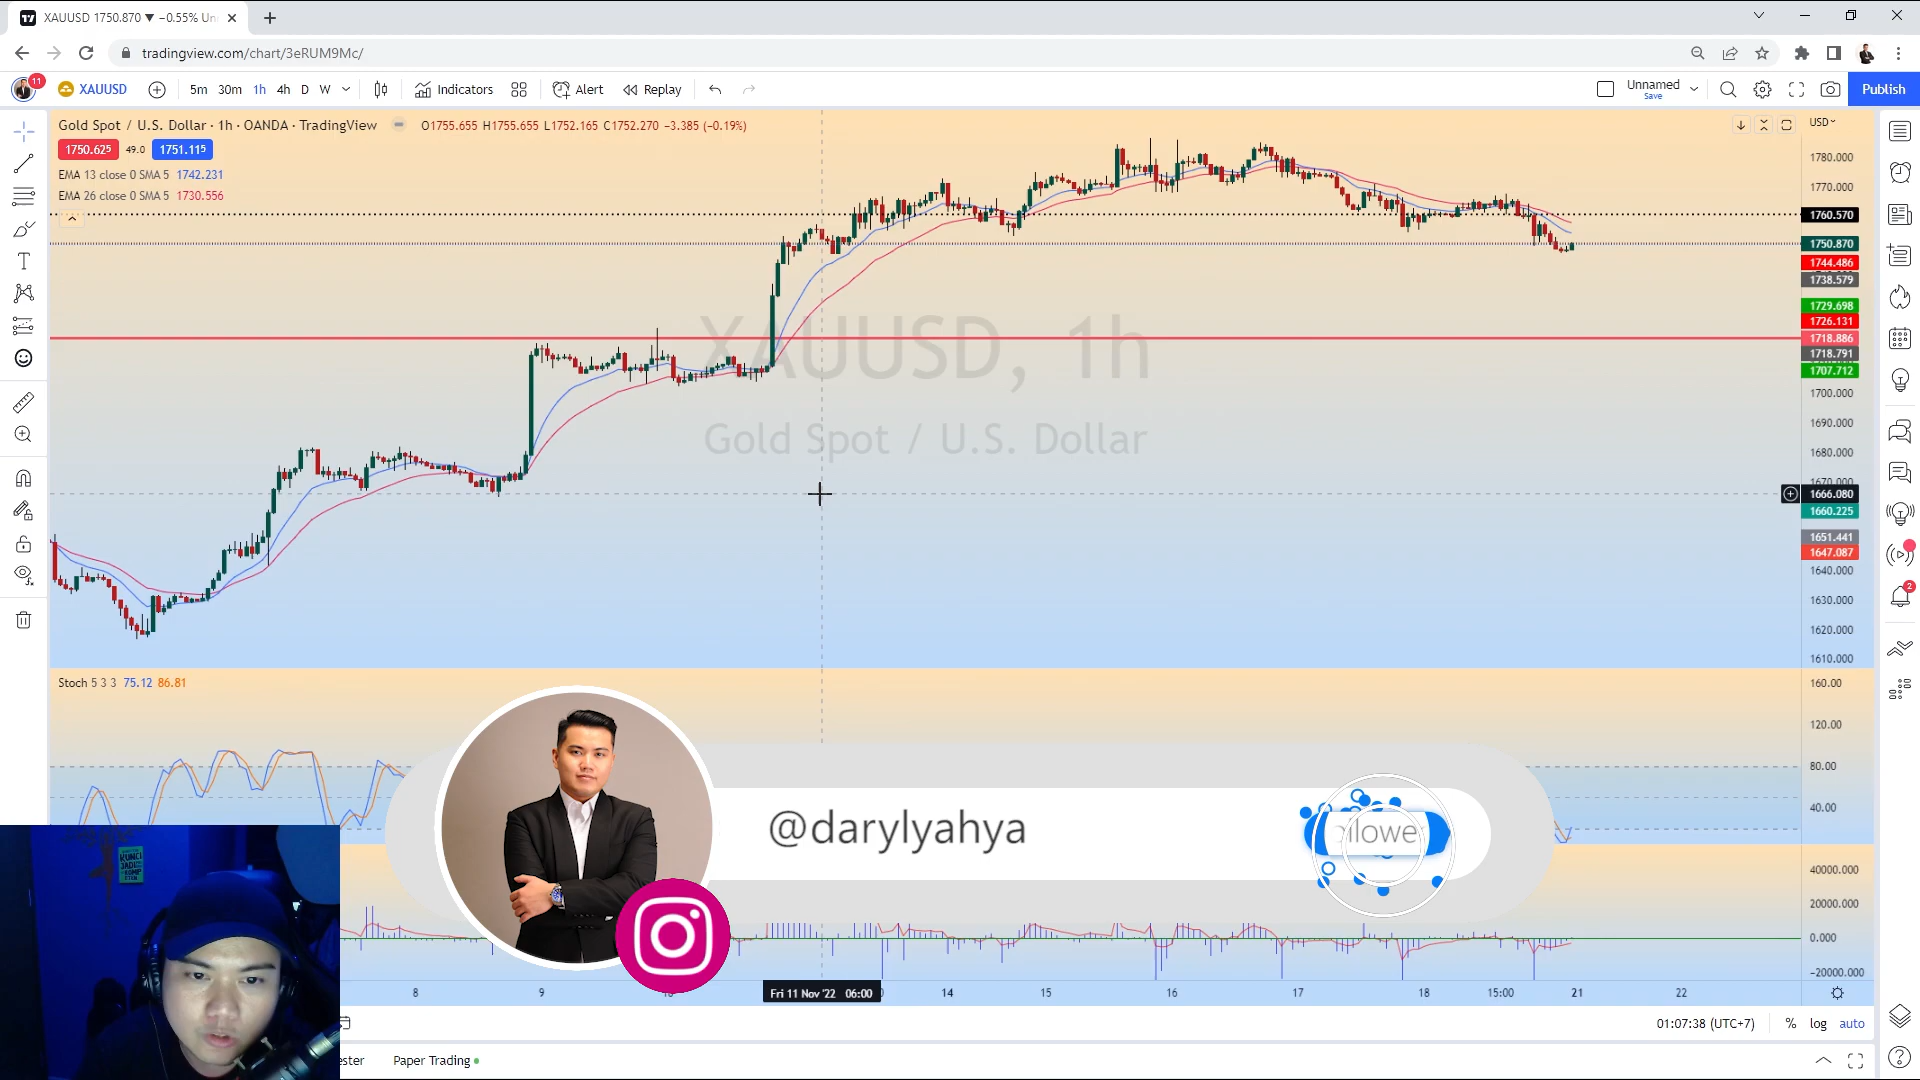 XAUUSD 1750.870 ▼ −0.55% Un
tradingview.com/chart/3eRUM9Mc/
11
XAUUSD
5m 30m 1h 4h D W
Indicators
Alert
Replay
Unnamed
Save
Publish
Gold Spot / U.S. Dollar · 1h · OANDA · TradingView
O1755.655 H1755.655 L1752.165 C1752.270 −3.385 (−0.19%)
USD
1750.625 49.0 1751.115
EMA 13 close 0 SMA 5 1742.231
EMA 26 close 0 SMA 5 1730.556
1780.000
1770.000
1760.570
1750.870
1744.486
1738.579
1729.698
1726.131
1718.886
1718.791
1707.712
1700.000
1690.000
1680.000
1670.000
1666.080
1660.225
1651.441
1647.087
1640.000
1630.000
1620.000
1610.000
XAUUSD, 1h
Gold Spot / U.S. Dollar
2
Stoch 5 3 3 75.12 86.81
160.00
120.00
80.00
40.00
@darylyahya
40000.000
20000.000
0.000
−20000.000
KUNCI
JADI
8 9 Fri 11 Nov '22 06:00 14 15 16 17 18 15:00 21 22
01:07:38 (UTC+7)
% log auto
ester
Paper Trading